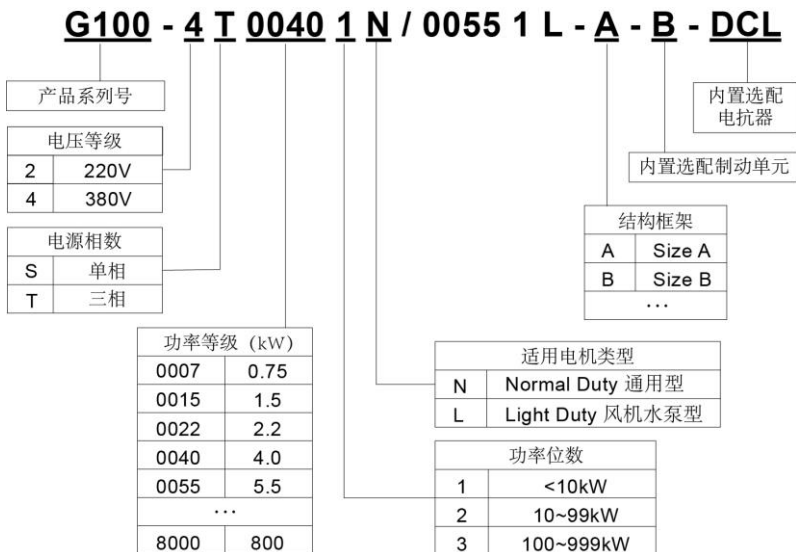 G100 - 4 T 0040 1 N / 0055 1 L - A - B - DCL
产品系列号
电压等级
2 220V
4 380V
电源相数
S 单相
T 三相
功率等级 (kW)
0007 0.75
0015 1.5
0022 2.2
0040 4.0
0055 5.5
...
8000 800
内置选配
电抗器
内置选配制动单元
结构框架
A Size A
B Size B
...
适用电机类型
N Normal Duty 通用型
L Light Duty 风机水泵型
功率位数
1 <10kW
2 10~99kW
3 100~999kW